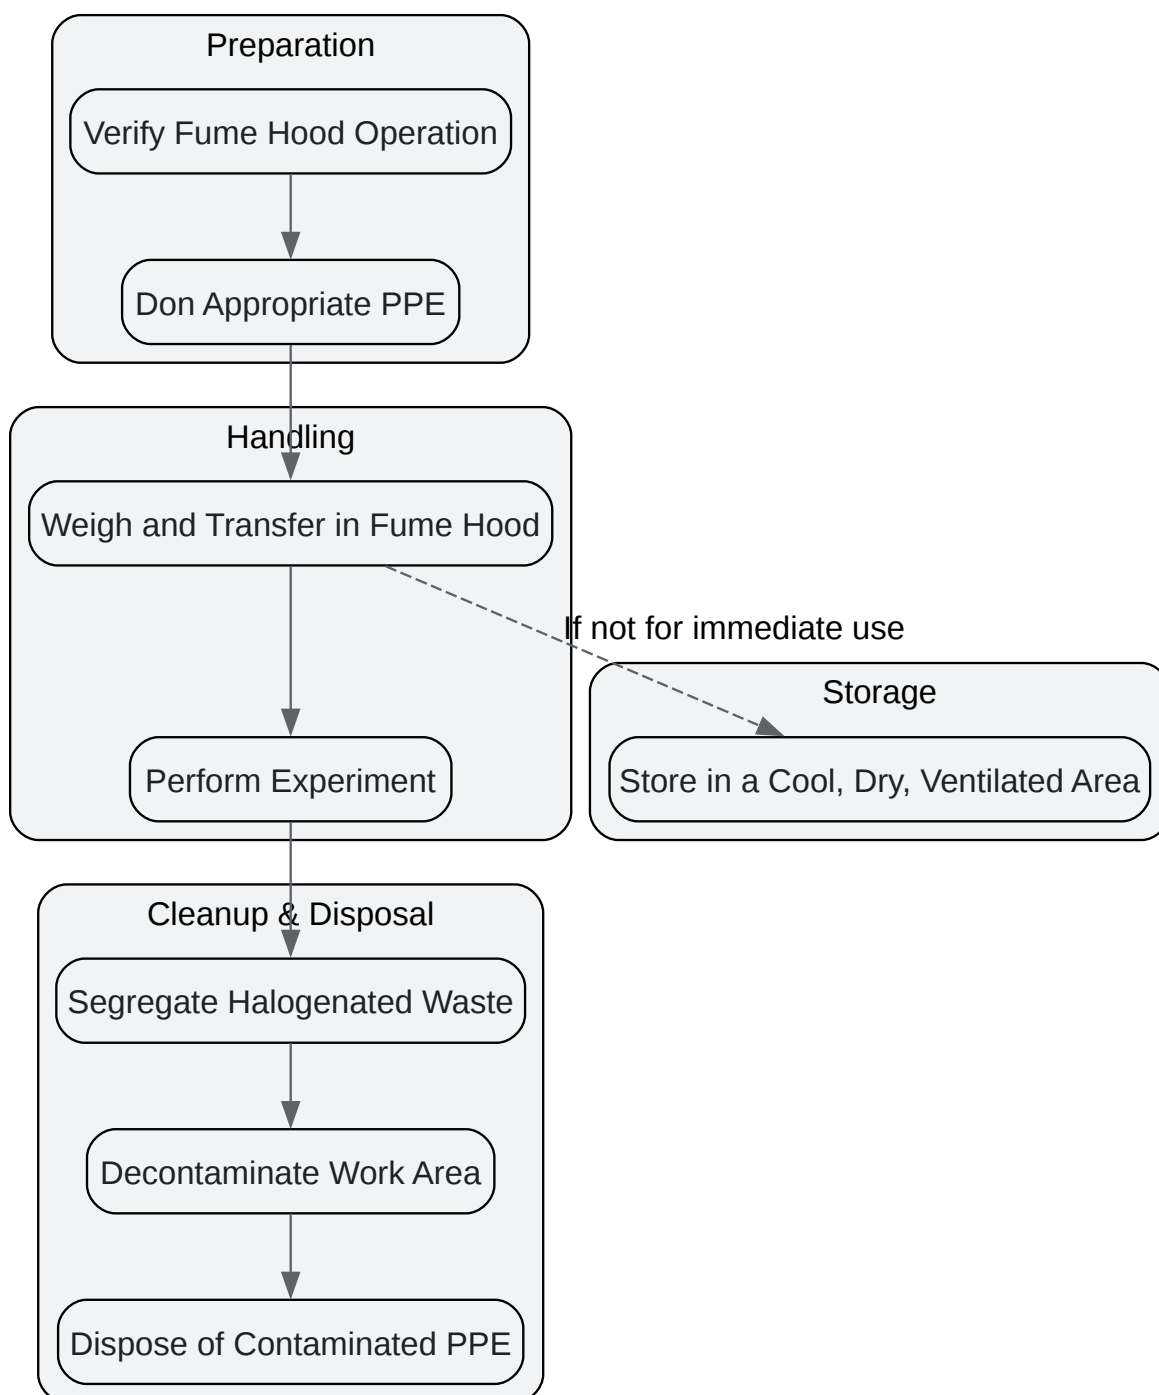 Preparation
Verify Fume Hood Operation
Don Appropriate PPE
Handling
Weigh and Transfer in Fume Hood
If not for immediate use
Storage
Perform Experiment
Store in a Cool, Dry, Ventilated Area
Cleanup & Disposal
Segregate Halogenated Waste
Decontaminate Work Area
Dispose of Contaminated PPE